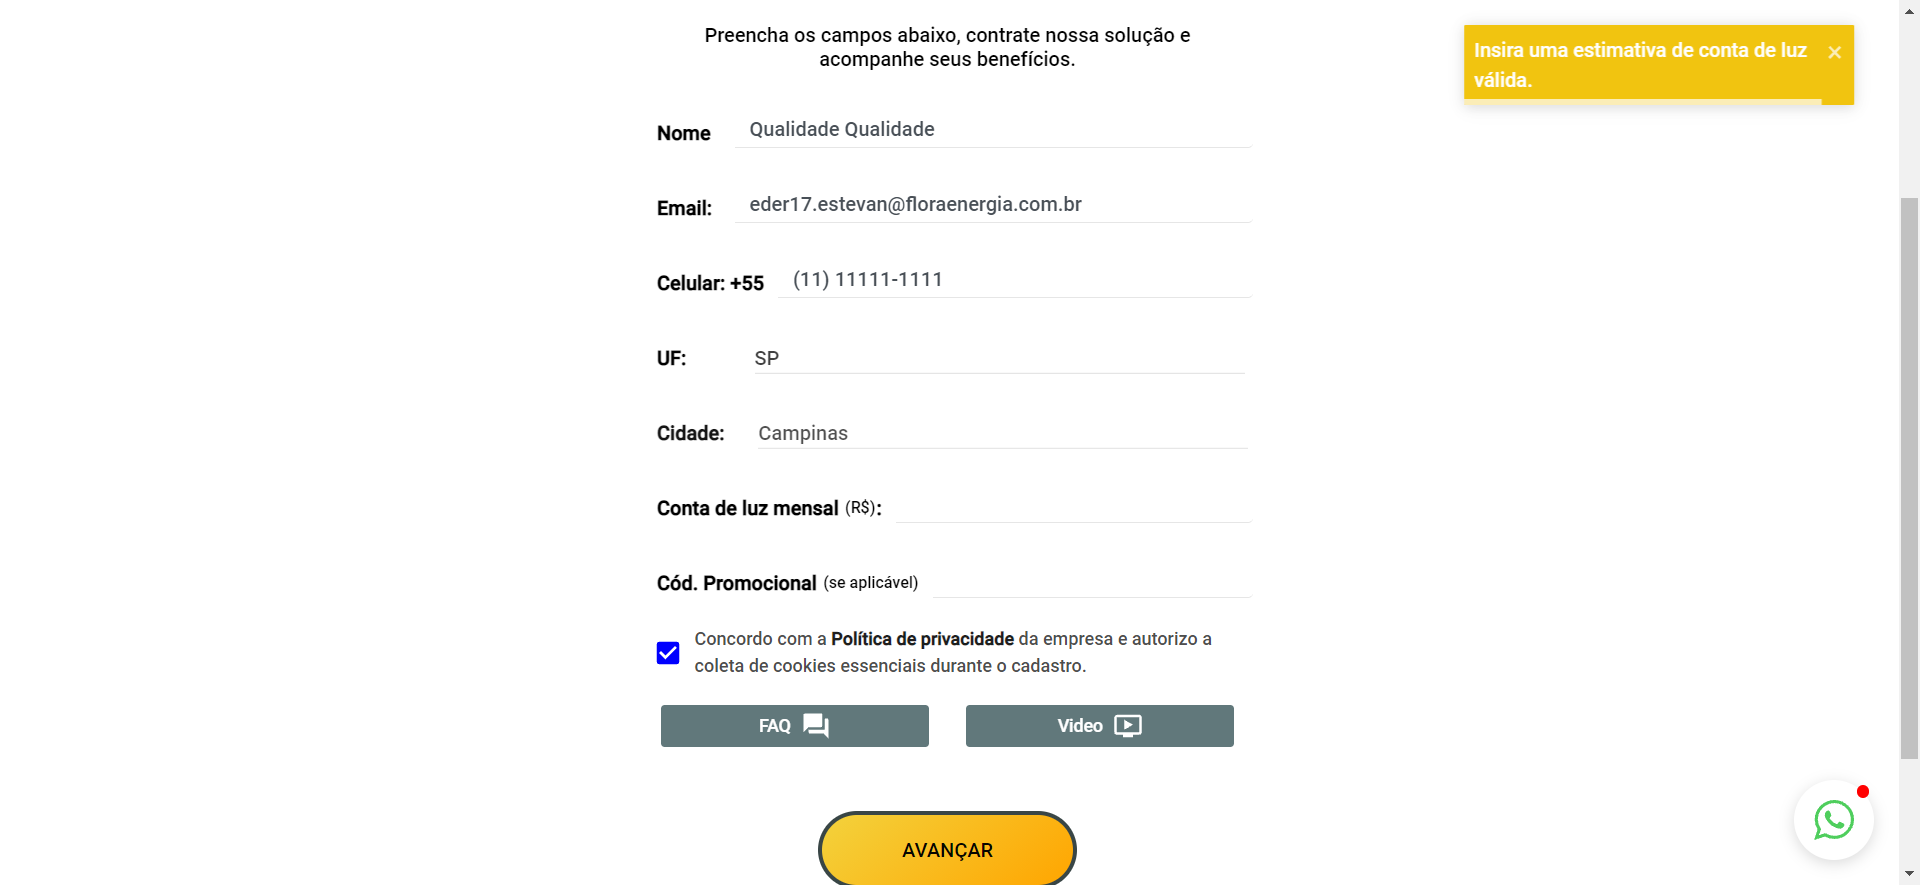 Preencha os campos abaixo, contrate nossa solução e
acompanhe seus benefícios.
Insira uma estimativa de conta de luz
válida.
×
Nome Qualidade Qualidade
Email: eder17.estevan@floraenergia.com.br
Celular: +55 (11) 11111-1111
UF: SP
Cidade: Campinas
Conta de luz mensal (R$):
Cód. Promocional (se aplicável)
Concordo com a Política de privacidade da empresa e autorizo a
coleta de cookies essenciais durante o cadastro.
FAQ
Video
AVANÇAR